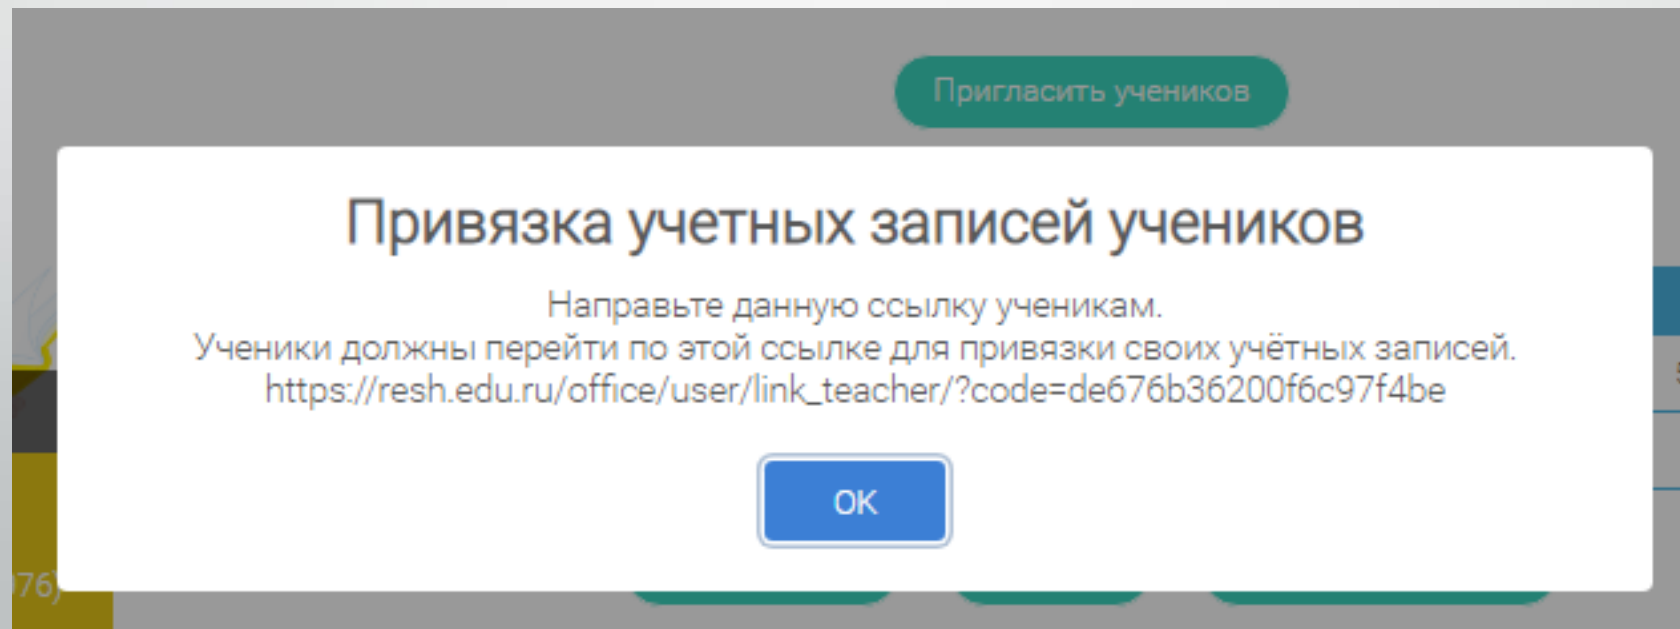 Пригласить учеников
Привязка учетных записей учеников
Направьте данную ссылку ученикам.
Ученики должны перейти по этой ссылке для привязки своих учётных записей.
https://resh.edu.ru/office/user/link_teacher/?code=de676b36200f6c97f4be
OK
976)